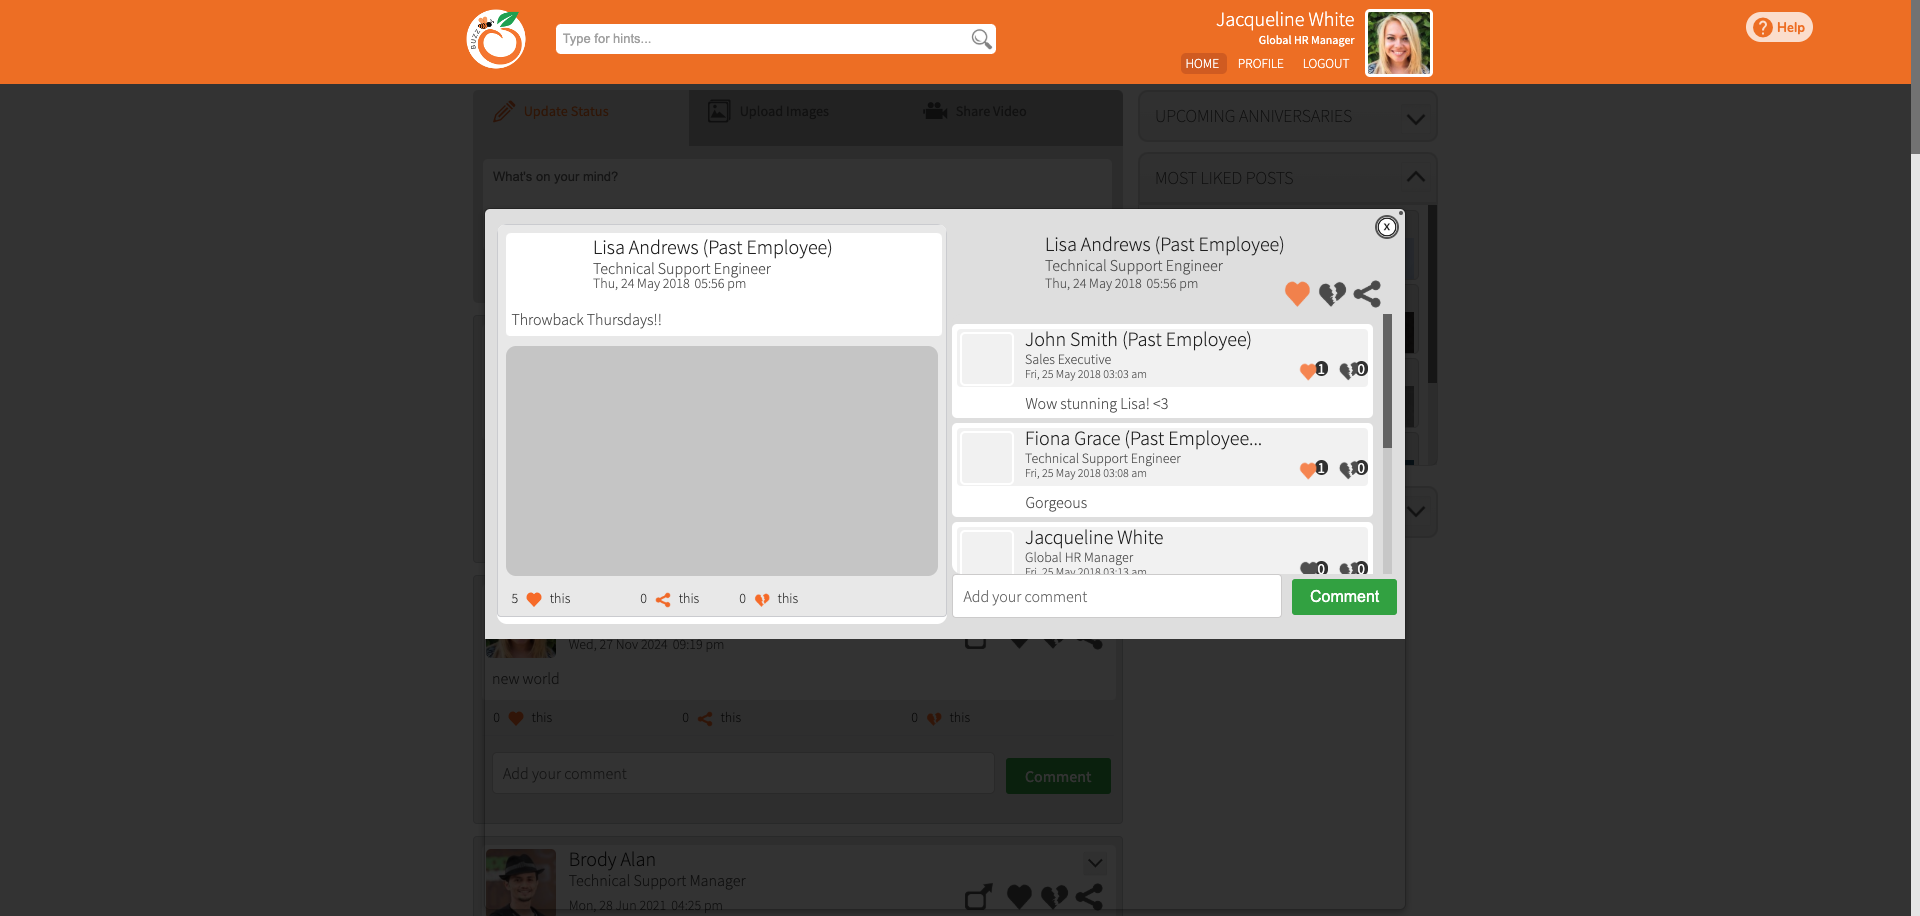 BUZZ
Type for hints...
Jacqueline White
Global HR Manager
HOME
PROFILE
LOGOUT
Help
Update Status
Upload Images
Share Video
What's on your mind?
UPCOMING ANNIVERSARIES
MOST LIKED POSTS
X
Lisa Andrews (Past Employee)
Technical Support Engineer
Thu, 24 May 2018 05:56 pm
Throwback Thursdays!!
5 this
0 this
0 this
Lisa Andrews (Past Employee)
Technical Support Engineer
Thu, 24 May 2018 05:56 pm
John Smith (Past Employee)
Sales Executive
Fri, 25 May 2018 03:03 am
1
0
Wow stunning Lisa! <3
Fiona Grace (Past Employee...
Technical Support Engineer
Fri, 25 May 2018 03:08 am
1
0
Gorgeous
Jacqueline White
Global HR Manager
Fri, 25 May 2018 03:13 am
0
0
Add your comment
Comment
Wed, 27 Nov 2024 09:19 pm
new world
0 this
0 this
0 this
Add your comment
Comment
Brody Alan
Technical Support Manager
Mon, 28 Jun 2021 04:25 pm